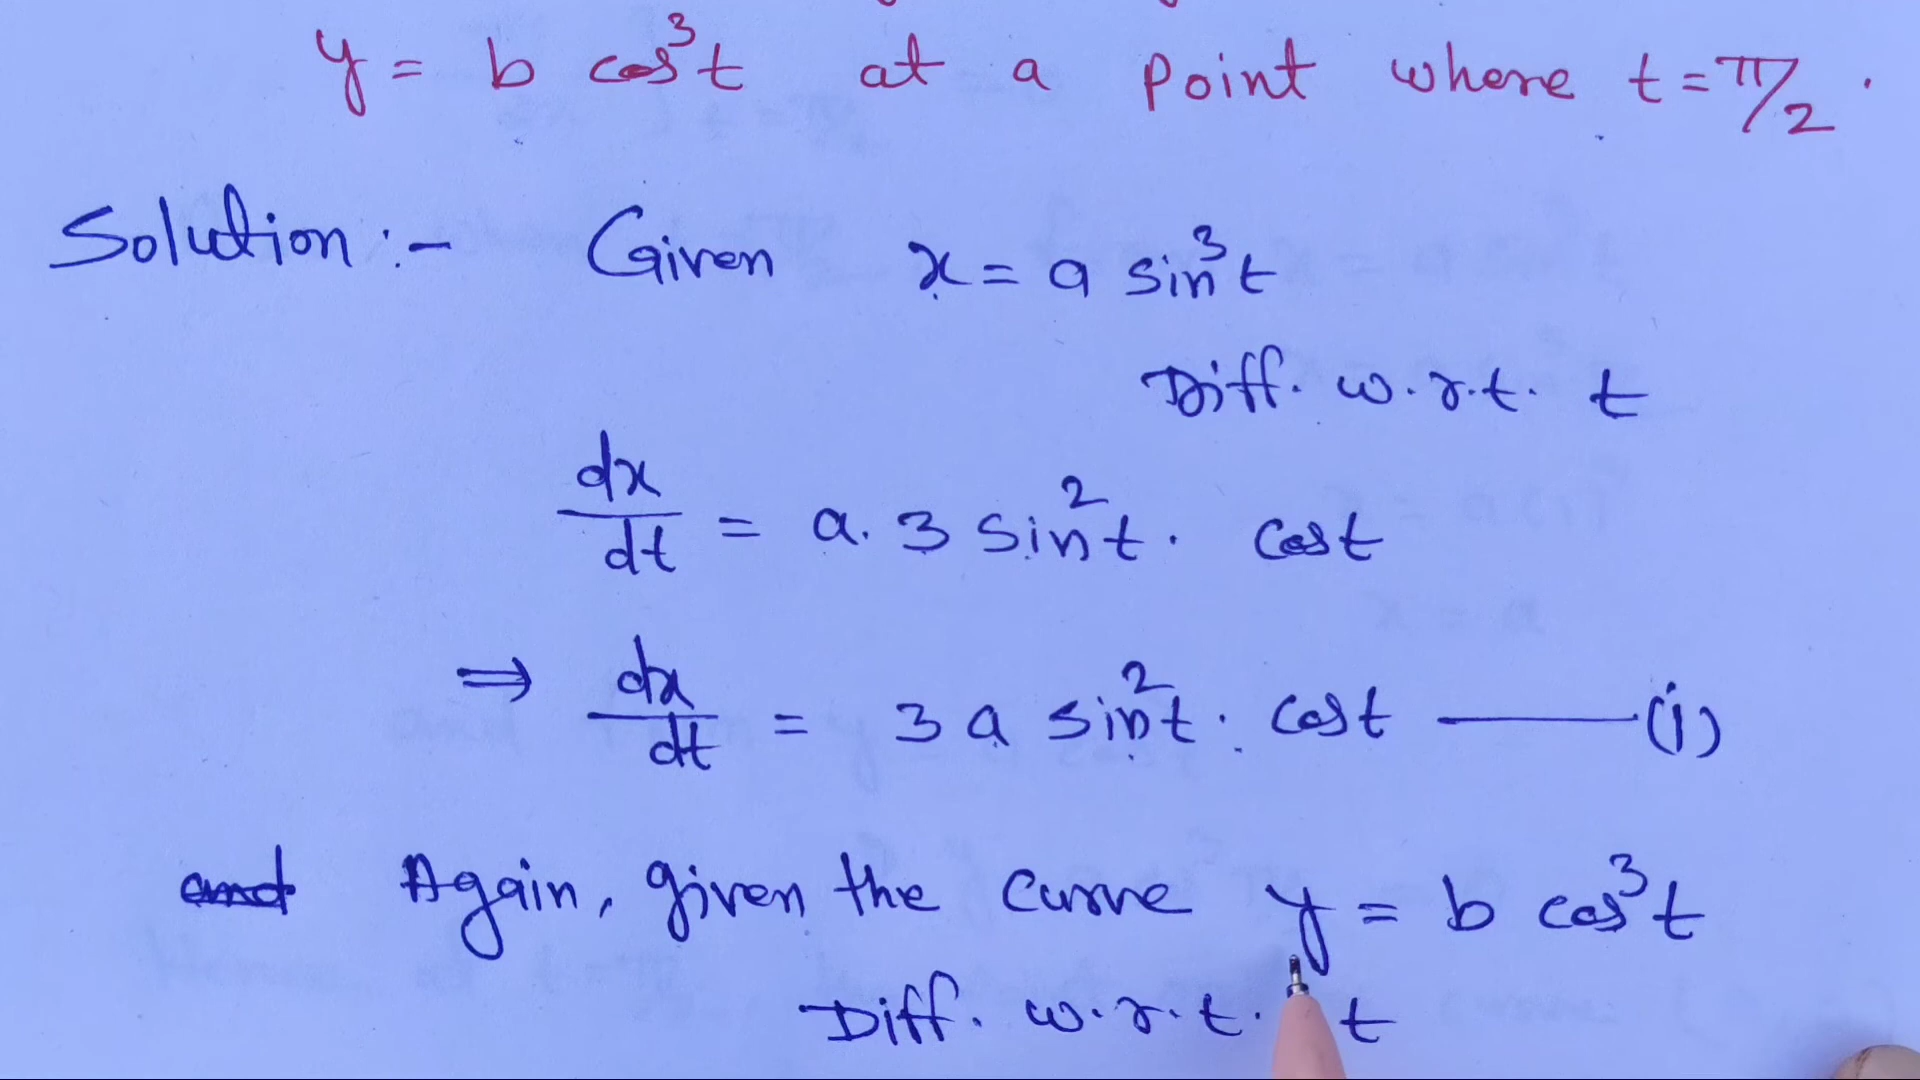 y = b cos³t at a point where t = π/2 .
Solution :- Given x = a sin³t
Diff. w.r.t. t
dx/dt = a. 3 sin²t . cost
⇒ dx/dt = 3 a sin²t . cost —— (i)
and Again, given the curve y = b cos³t
Diff. w.r.t. t